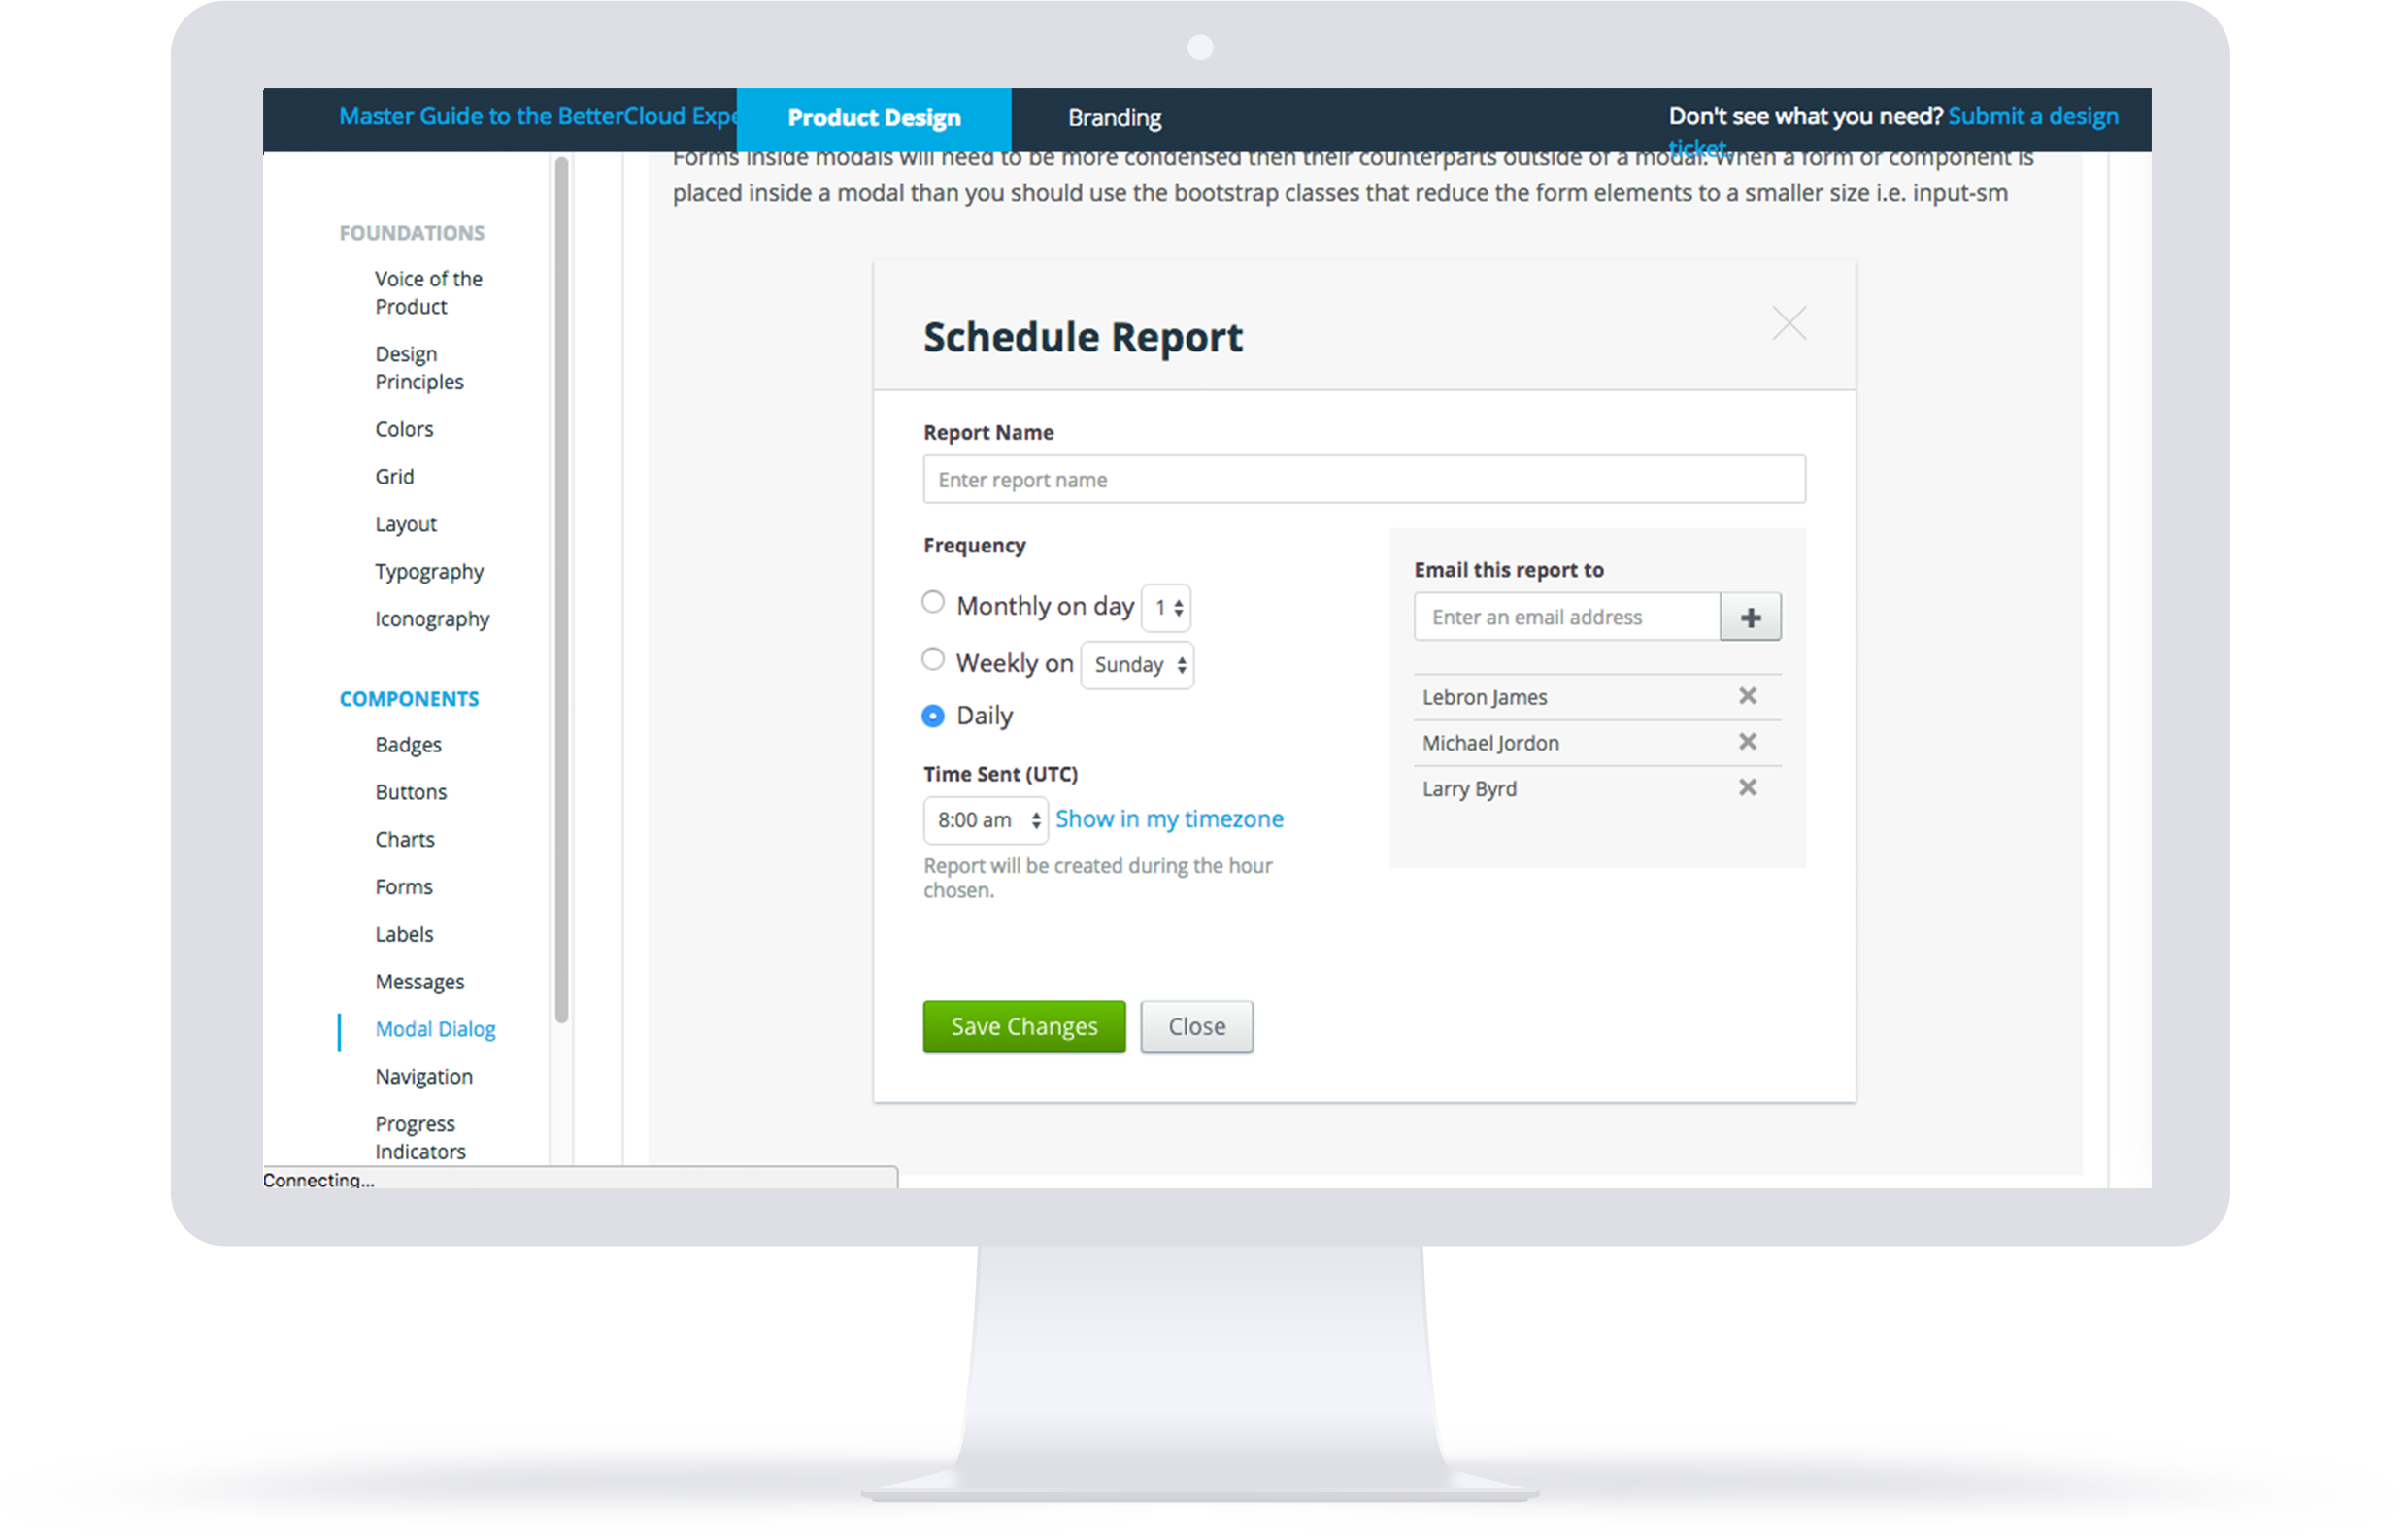 Master Guide to the BetterCloud Expe
Product Design
Branding
Don't see what you need? Submit a design
ticket.
FOUNDATIONS
Voice of the
Product
Design
Principles
Colors
Grid
Layout
Typography
Iconography
COMPONENTS
Badges
Buttons
Charts
Forms
Labels
Messages
Modal Dialog
Navigation
Progress
Indicators
Connecting...
Forms inside modals will need to be more condensed then their counterparts outside of a modal. When a form or component is
placed inside a modal than you should use the bootstrap classes that reduce the form elements to a smaller size i.e. input-sm
Schedule Report
Report Name
Enter report name
Frequency
Monthly on day 1
Weekly on Sunday
Daily
Time Sent (UTC)
8:00 am Show in my timezone
Report will be created during the hour
chosen.
Email this report to
Enter an email address
Lebron James
Michael Jordon
Larry Byrd
Save Changes
Close